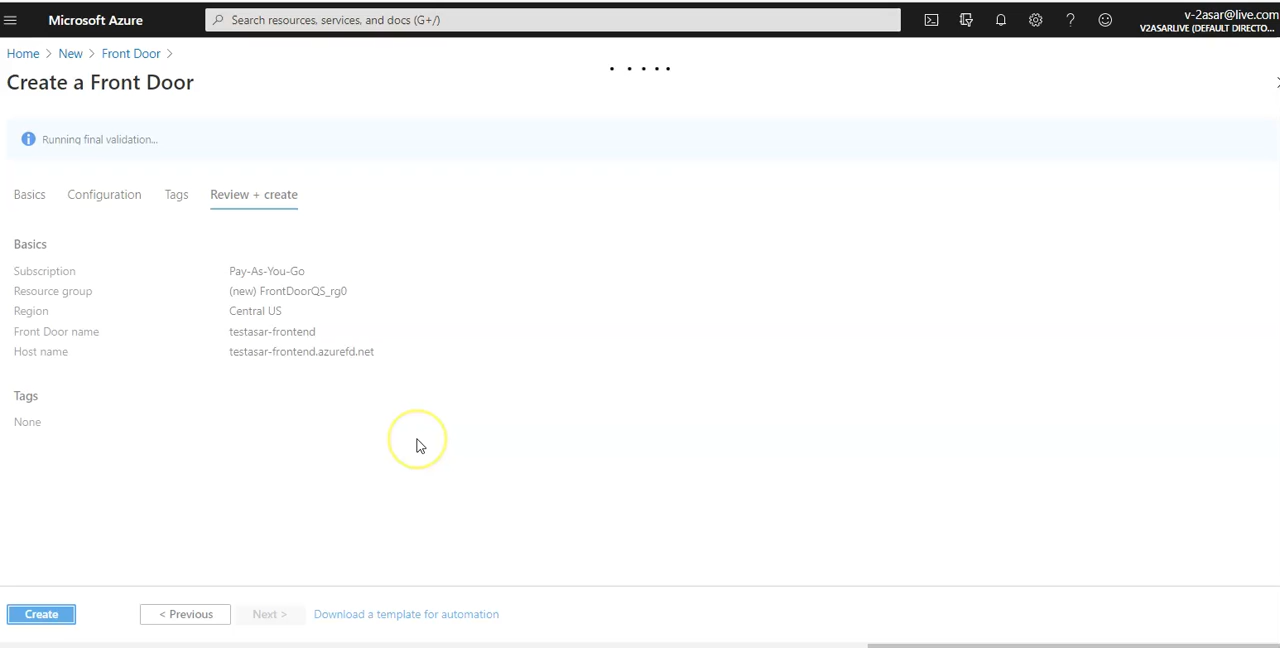 Microsoft Azure
Search resources, services, and docs (G+/)
v-2asar@live.com
V2ASARLIVE (DEFAULT DIRECTO...
Home > New > Front Door >
Create a Front Door
Running final validation...
Basics Configuration Tags Review + create
Basics
Subscription Pay-As-You-Go
Resource group (new) FrontDoorQS_rg0
Region Central US
Front Door name testasar-frontend
Host name testasar-frontend.azurefd.net
Tags
None
Create < Previous Next > Download a template for automation